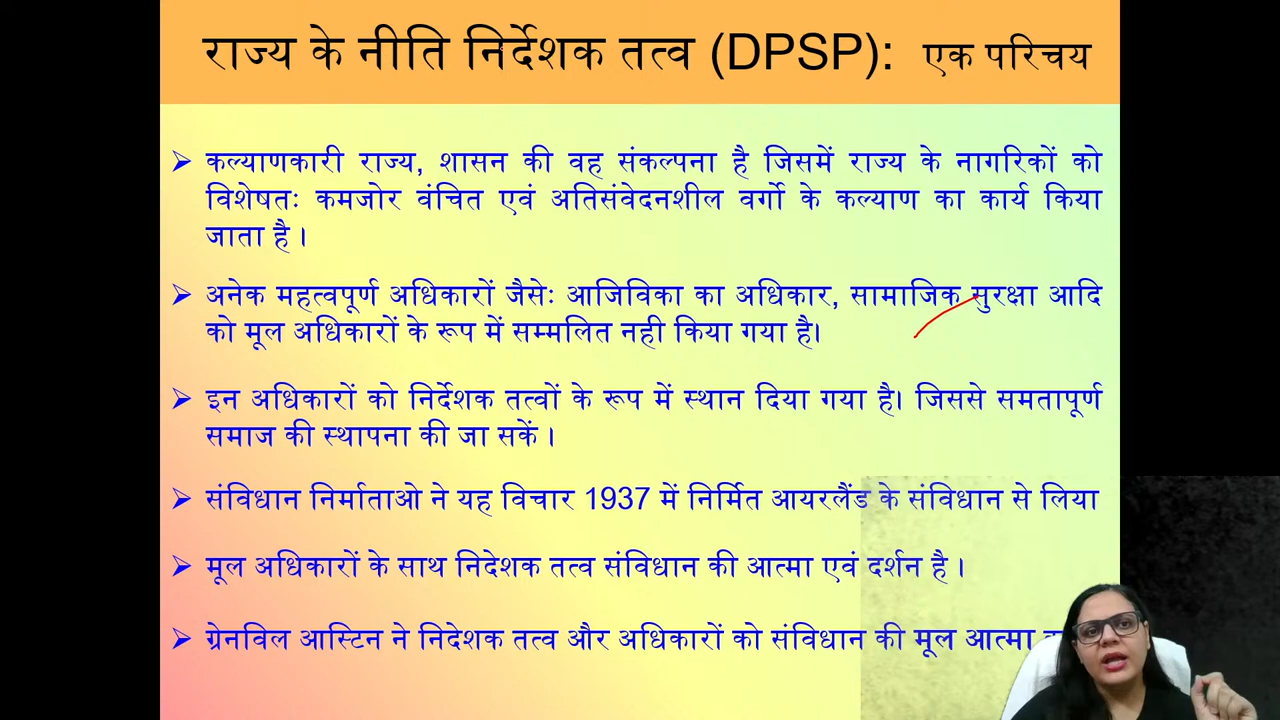 राज्य के नीति निर्देशक तत्व (DPSP): एक परिचय
➢ कल्याणकारी राज्य, शासन की वह संकल्पना है जिसमें राज्य के नागरिकों को
विशेषतः कमजोर वंचित एवं अतिसंवेदनशील वर्गो के कल्याण का कार्य किया
जाता है ।
➢ अनेक महत्वपूर्ण अधिकारों जैसेः आजिविका का अधिकार, सामाजिक सुरक्षा आदि
को मूल अधिकारों के रूप में सम्मलित नही किया गया है।
➢ इन अधिकारों को निर्देशक तत्वों के रूप में स्थान दिया गया है। जिससे समतापूर्ण
समाज की स्थापना की जा सकें ।
➢ संविधान निर्माताओ ने यह विचार 1937 में निर्मित आयरलैंड के संविधान से लिया
➢ मूल अधिकारों के साथ निदेशक तत्व संविधान की आत्मा एवं दर्शन है ।
➢ ग्रेनविल आस्टिन ने निदेशक तत्व और अधिकारों को संविधान की मूल आत्मा